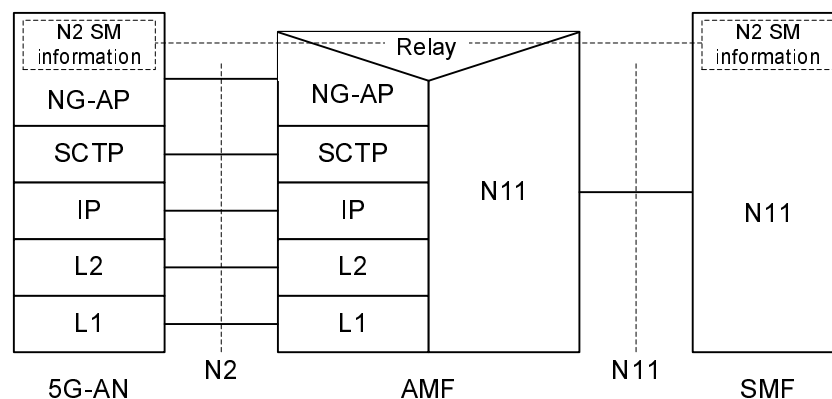 N2 SM
information
Relay
N2 SM
information
NG-AP
NG-AP
SCTP
SCTP
N11
IP
IP
N11
L2
L2
L1
L1
N2
N11
5G-AN
AMF
SMF